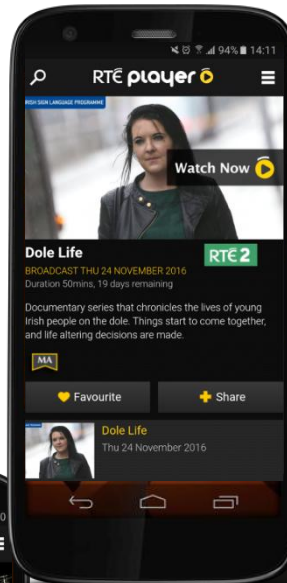 94% 14:11
RTÉ player
IRISH SIGN LANGUAGE PROGRAMME
Watch Now
Dole Life
RTÉ 2
BROADCAST THU 24 NOVEMBER 2016
Duration 50mins, 19 days remaining
Documentary series that chronicles the lives of young
Irish people on the dole. Things start to come together,
and life altering decisions are made.
MA
Favourite
Share
Dole Life
Thu 24 November 2016